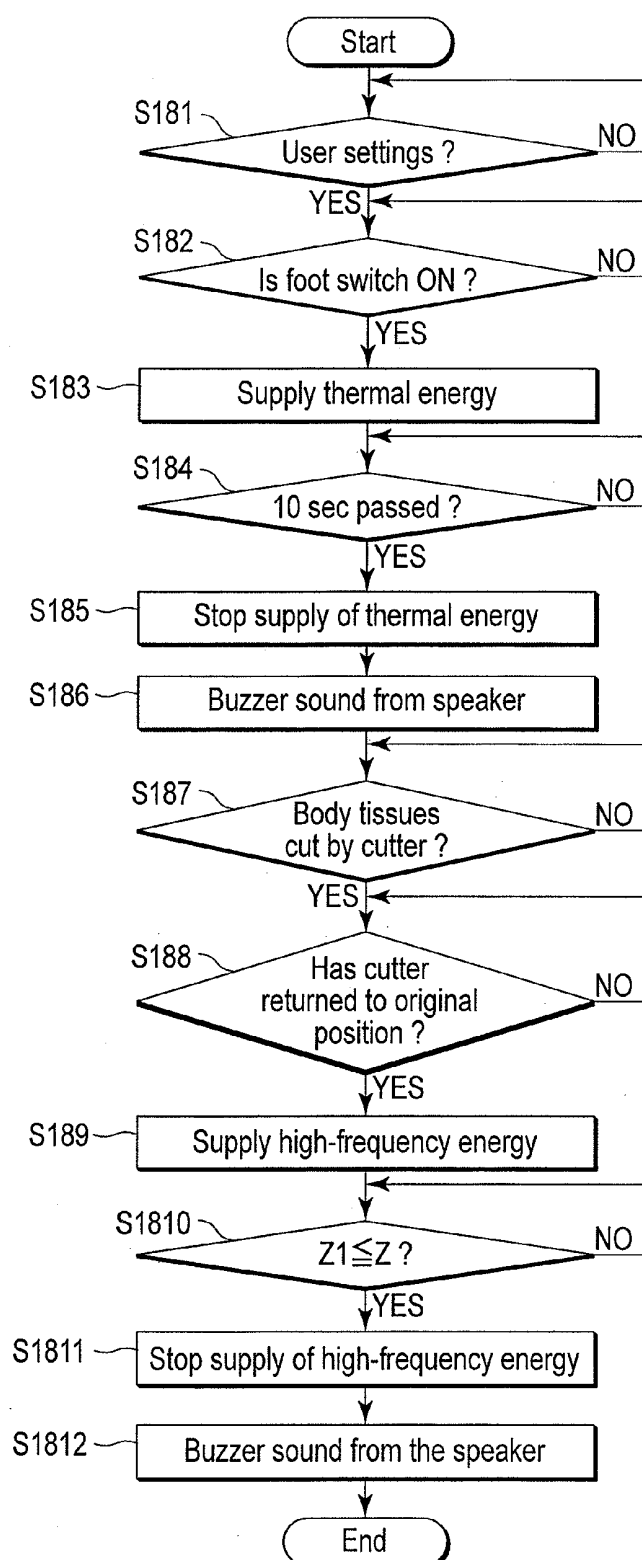 Start
S181
User settings ?
NO
YES
S182
Is foot switch ON ?
NO
YES
S183
Supply thermal energy
S184
10 sec passed ?
NO
YES
S185
Stop supply of thermal energy
S186
Buzzer sound from speaker
S187
Body tissues
cut by cutter ?
NO
YES
S188
Has cutter
returned to original
position ?
NO
YES
S189
Supply high-frequency energy
S1810
Z1≦Z ?
NO
YES
S1811
Stop supply of high-frequency energy
S1812
Buzzer sound from the speaker
End